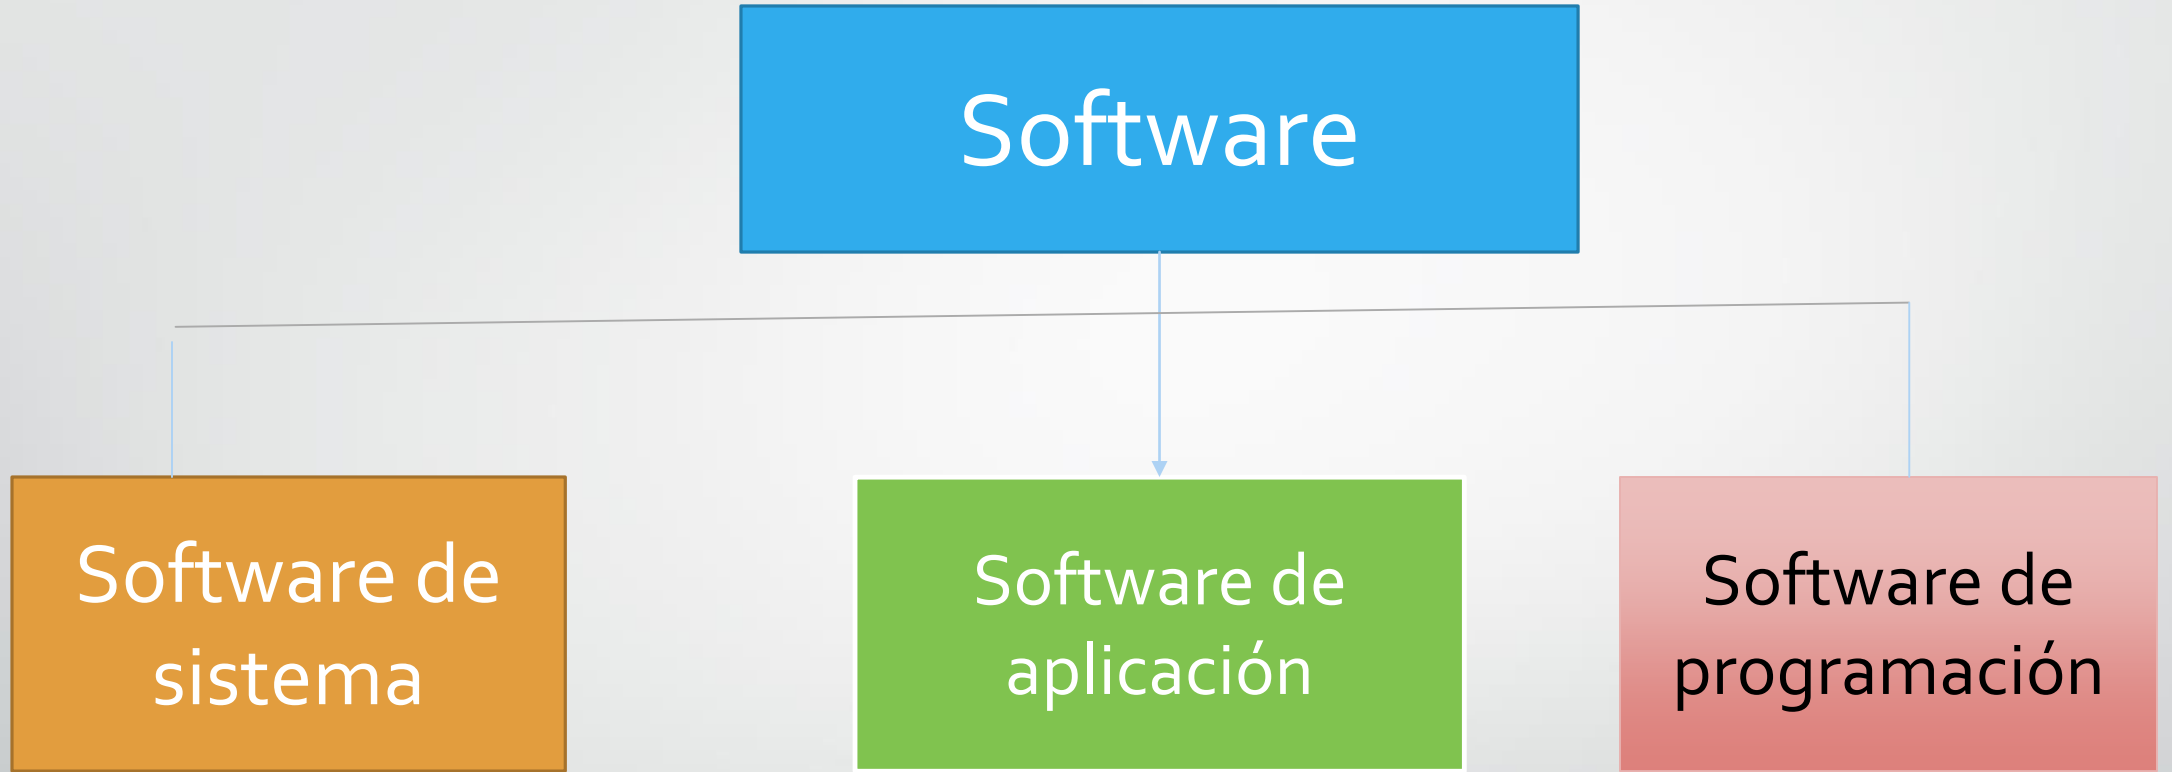 Software
Software de
sistema
Software de
aplicación
Software de
programación